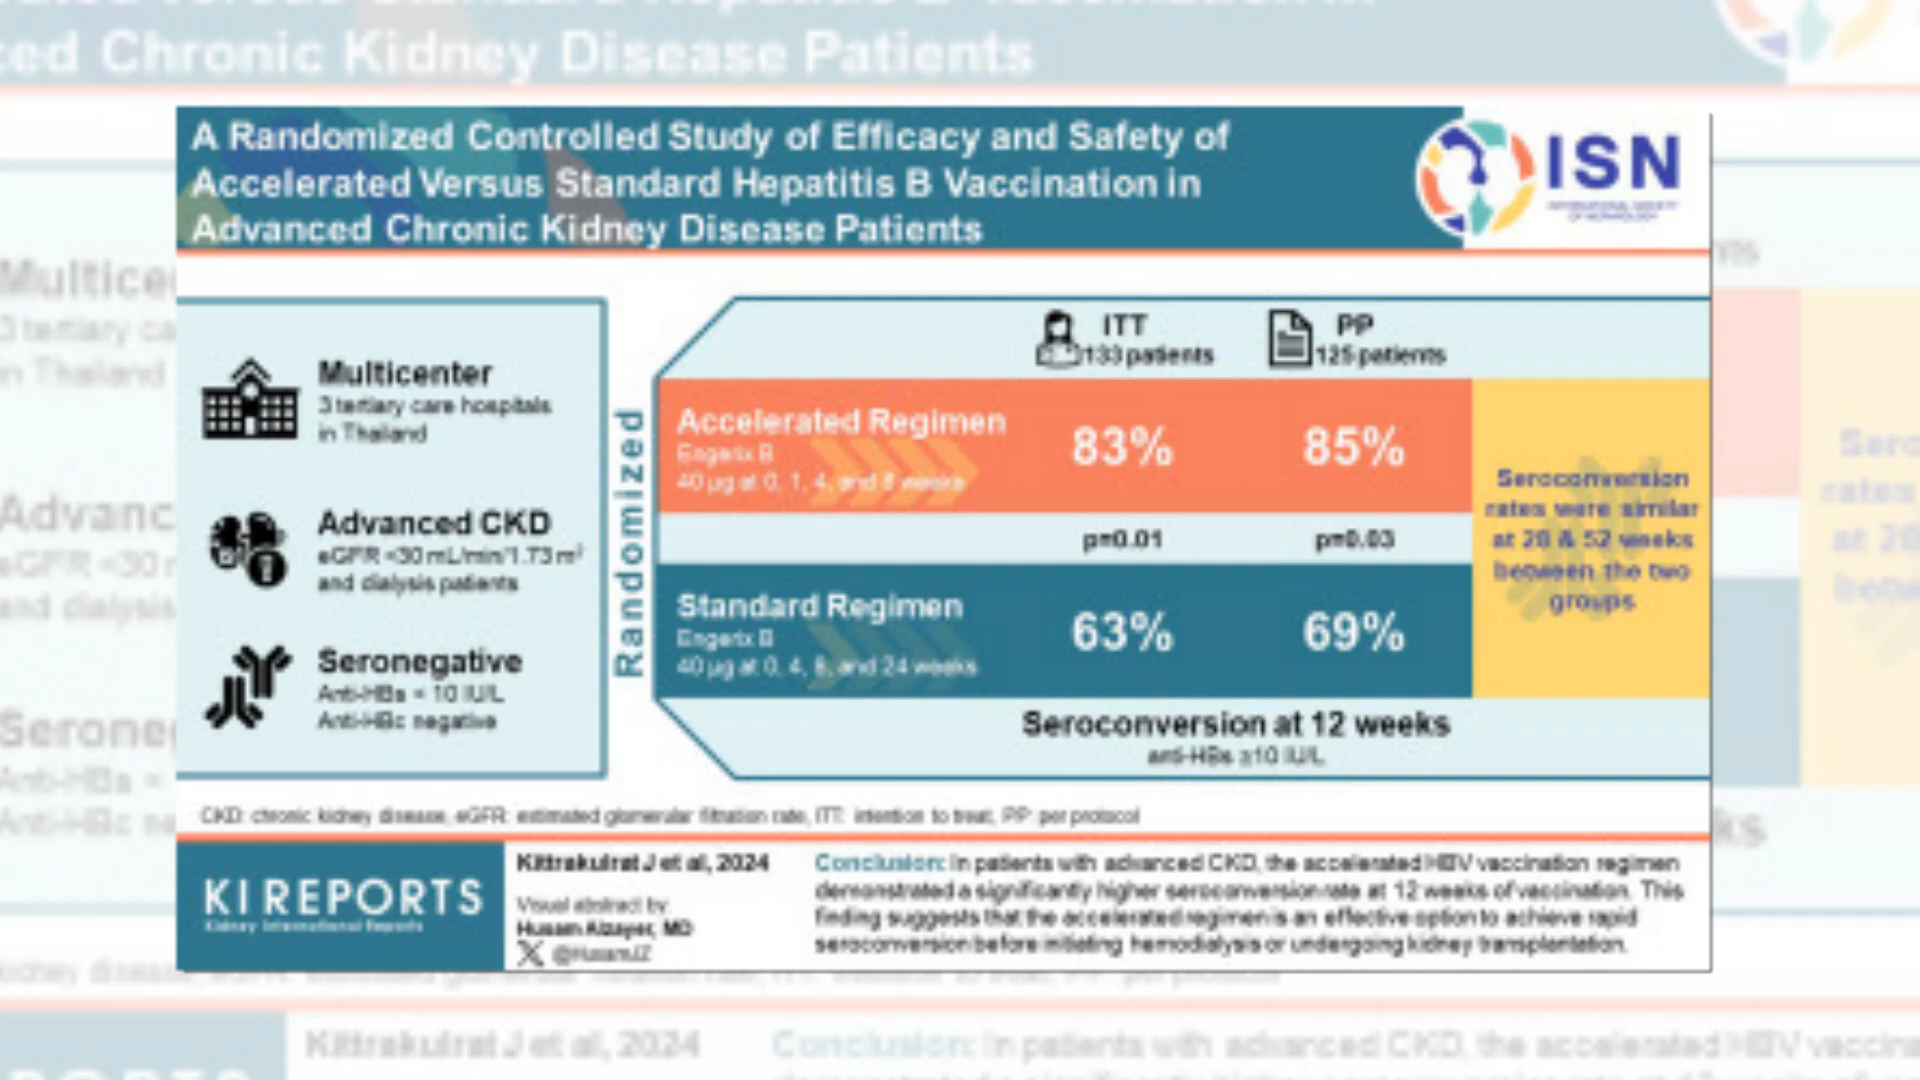 A Randomized Controlled Study of Efficacy and Safety of
Accelerated Versus Standard Hepatitis B Vaccination in
Advanced Chronic Kidney Disease Patients
ISN
INTERNATIONAL SOCIETY
OF NEPHROLOGY
Multicenter
3 tertiary care hospitals
in Thailand
Advanced CKD
eGFR <30 mL/min/1.73 m²
and dialysis patients
Seronegative
Anti-HBs < 10 IU/L
Anti-HBc negative
Randomized
ITT
133 patients
PP
125 patients
Accelerated Regimen
Engerix B
40 µg at 0, 1, 4, and 8 weeks
83%
85%
p=0.01
p=0.03
Standard Regimen
Engerix B
40 µg at 0, 4, 8, and 24 weeks
63%
69%
Seroconversion
rates were similar
at 28 & 52 weeks
between the two
groups
Seroconversion at 12 weeks
anti-HBs ≥10 IU/L
CKD: chronic kidney disease, eGFR: estimated glomerular filtration rate, ITT: intention to treat, PP: per protocol
KI REPORTS
Kidney International Reports
Kittrakulrat J et al, 2024
Visual abstract by
Husam Alzayer, MD
@HusamJZ
Conclusion: In patients with advanced CKD, the accelerated HBV vaccination regimen
demonstrated a significantly higher seroconversion rate at 12 weeks of vaccination. This
finding suggests that the accelerated regimen is an effective option to achieve rapid
seroconversion before initiating hemodialysis or undergoing kidney transplantation.